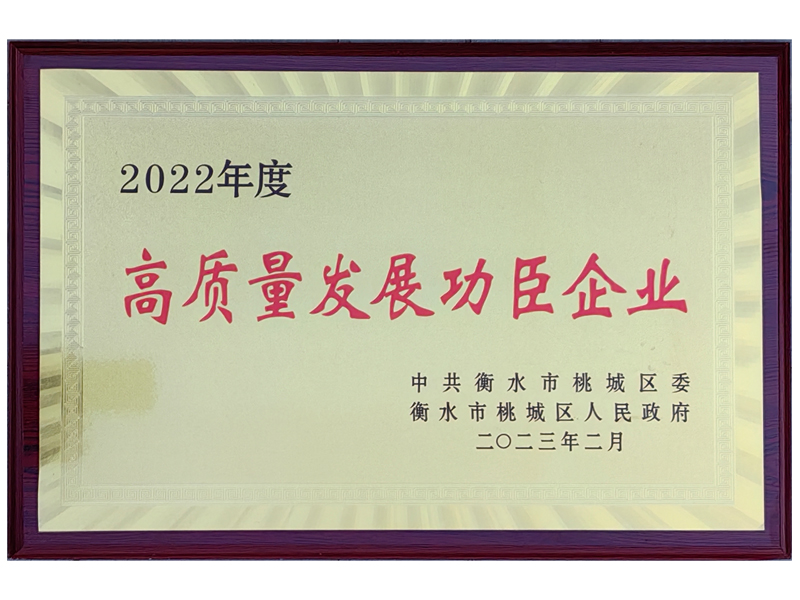 2022年度
高质量发展功臣企业
中共衡水市桃城区委
衡水市桃城区人民政府
二〇二三年二月